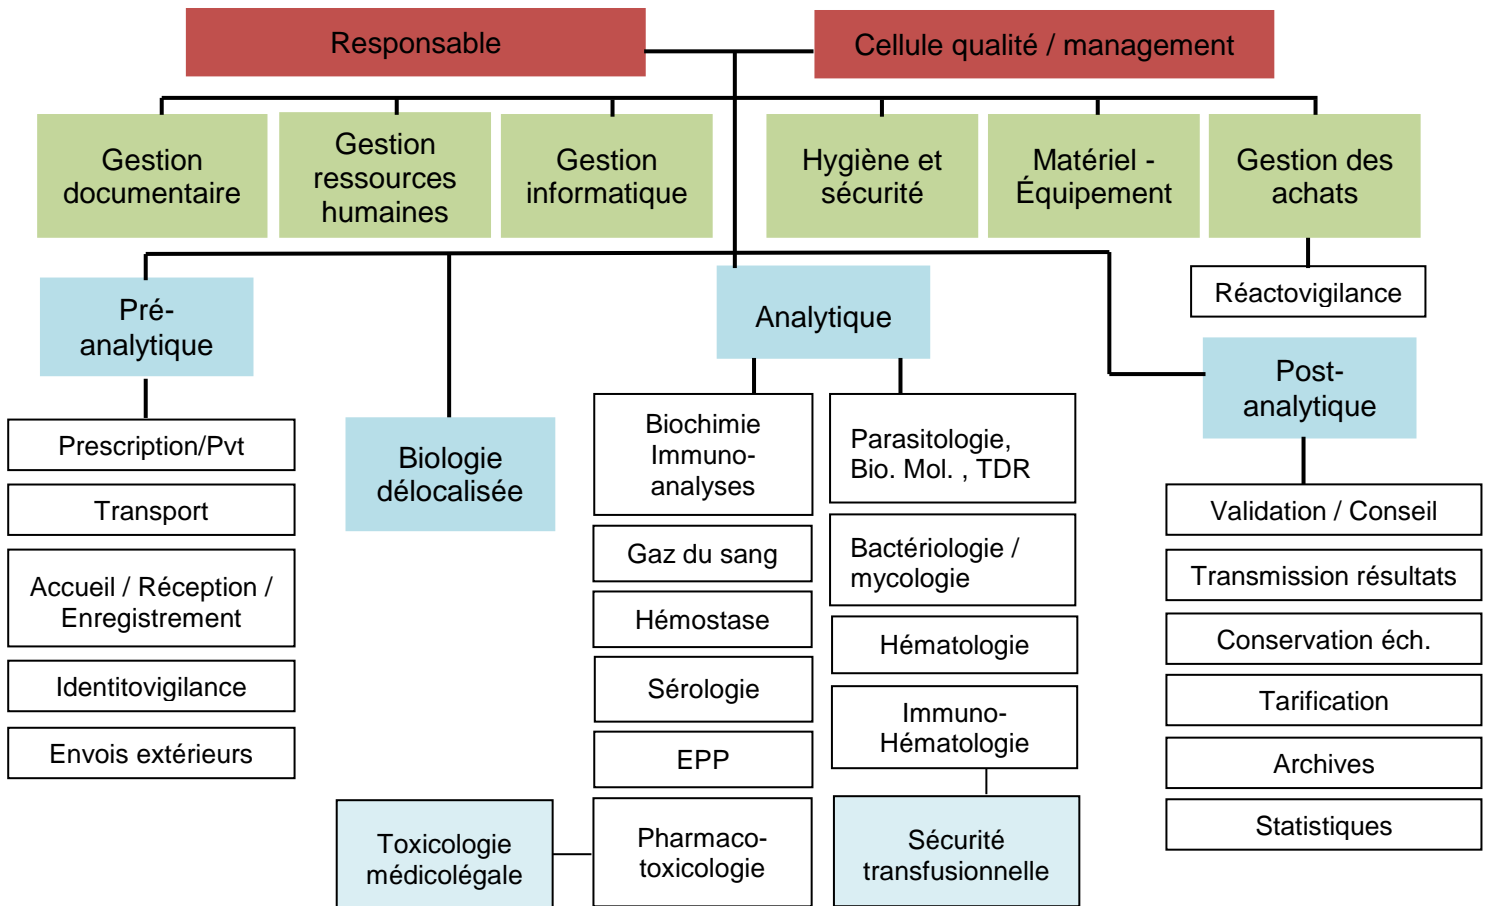 Responsable
Cellule qualité / management
Gestion
documentaire
Gestion
ressources
humaines
Gestion
informatique
Hygiène et
sécurité
Matériel -
Équipement
Gestion des
achats
Réactovigilance
Pré-
analytique
Prescription/Pvt
Transport
Accueil / Réception /
Enregistrement
Identitovigilance
Envois extérieurs
Biologie
délocalisée
Analytique
Biochimie
Immuno-
analyses
Gaz du sang
Hémostase
Sérologie
EPP
Pharmaco-
toxicologie
Toxicologie
médicolégale
Parasitologie,
Bio. Mol. , TDR
Bactériologie /
mycologie
Hématologie
Immuno-
Hématologie
Sécurité
transfusionnelle
Post-
analytique
Validation / Conseil
Transmission résultats
Conservation éch.
Tarification
Archives
Statistiques